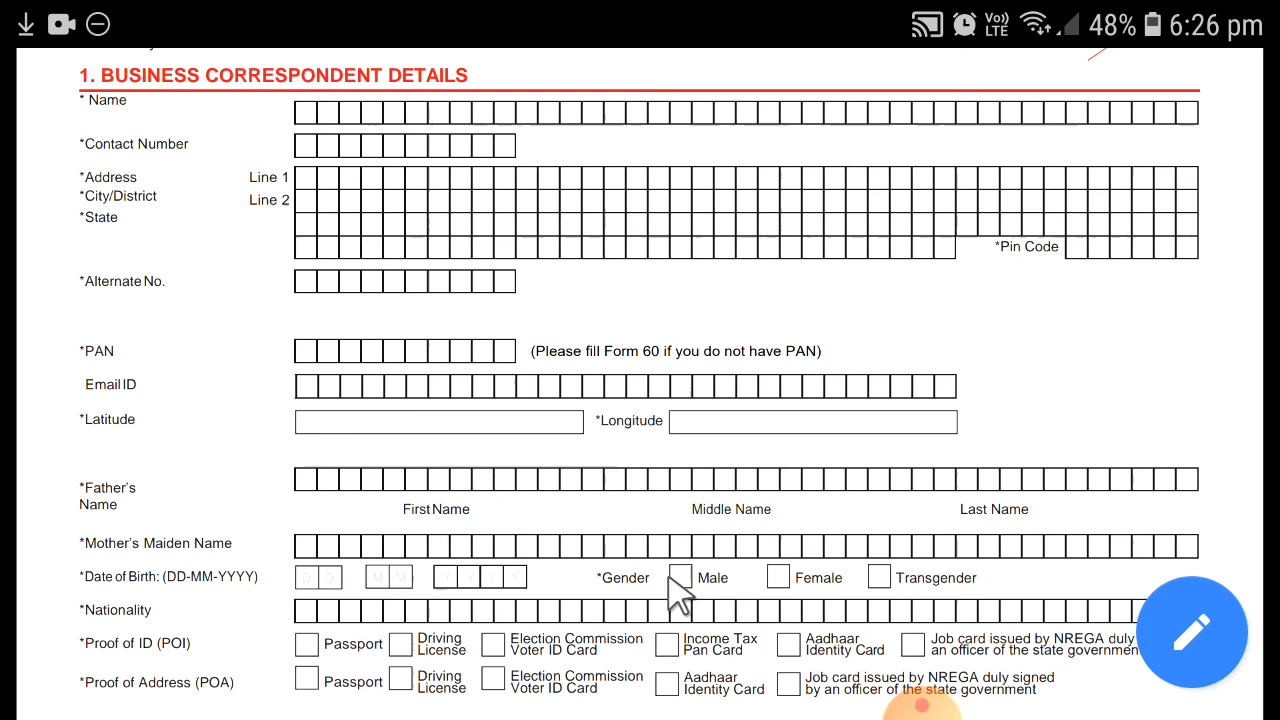 Vo)) LTE 48% 6:26 pm
1. BUSINESS CORRESPONDENT DETAILS
* Name
*Contact Number
*Address Line 1
*City/District Line 2
*State
*Pin Code
*Alternate No.
*PAN (Please fill Form 60 if you do not have PAN)
Email ID
*Latitude *Longitude
*Father's Name
First Name Middle Name Last Name
*Mother's Maiden Name
*Date of Birth: (DD-MM-YYYY) D D M M Y Y Y Y *Gender Male Female Transgender
*Nationality
*Proof of ID (POI) Passport Driving License Election Commission Voter ID Card Income Tax Pan Card Aadhaar Identity Card Job card issued by NREGA duly an officer of the state governmen
*Proof of Address (POA) Passport Driving License Election Commission Voter ID Card Aadhaar Identity Card Job card issued by NREGA duly signed by an officer of the state government